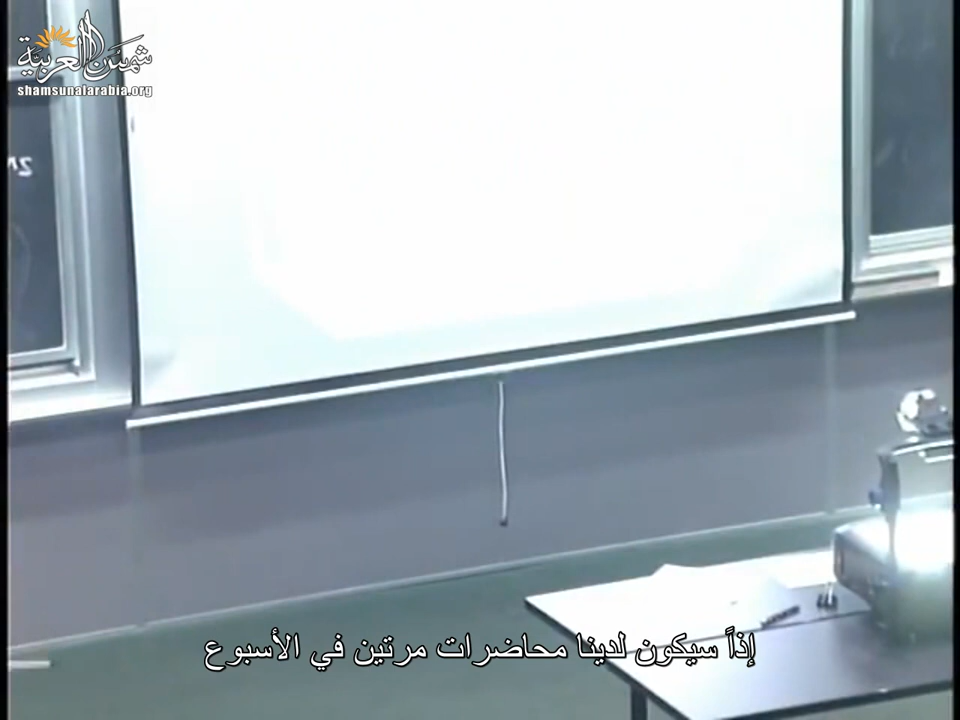 شمس العربية
shamsunalarabia.org
إذاً سيكون لدينا محاضرات مرتين في الأسبوع